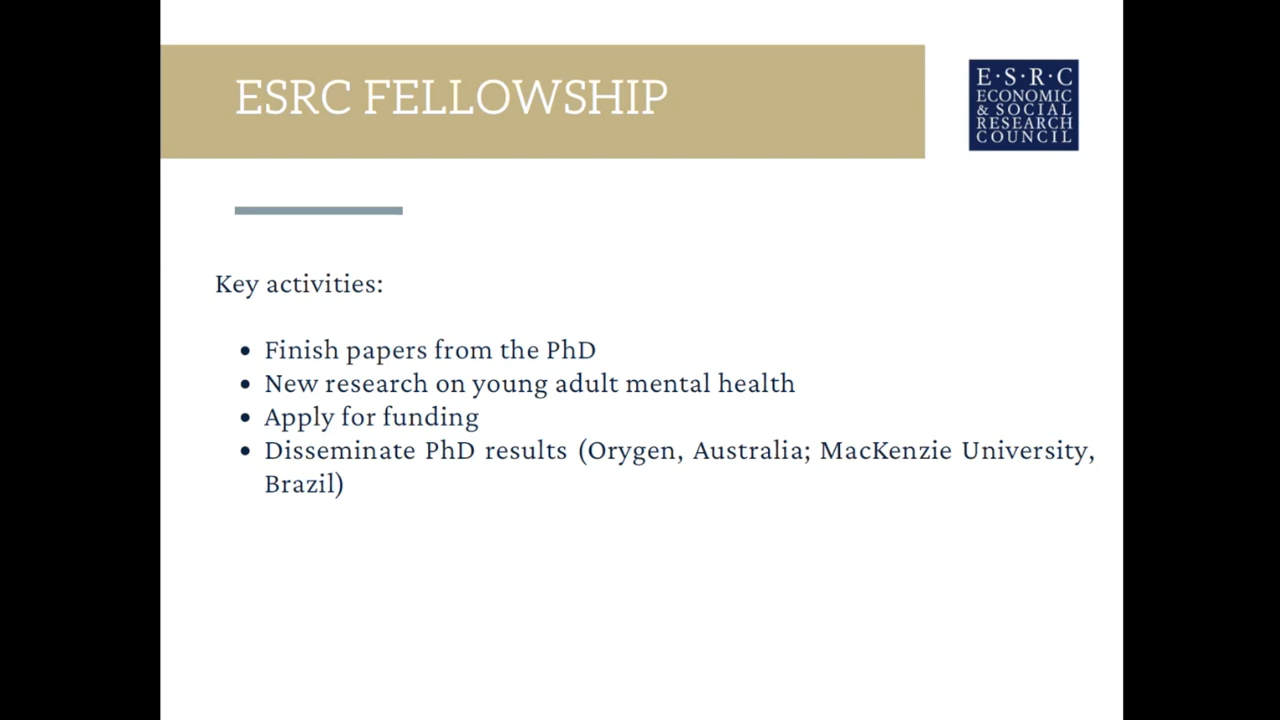 ESRC FELLOWSHIP
E·S·R·C
ECONOMIC
& SOCIAL
RESEARCH
COUNCIL
Key activities:
• Finish papers from the PhD
• New research on young adult mental health
• Apply for funding
• Disseminate PhD results (Orygen, Australia; MacKenzie University,
Brazil)